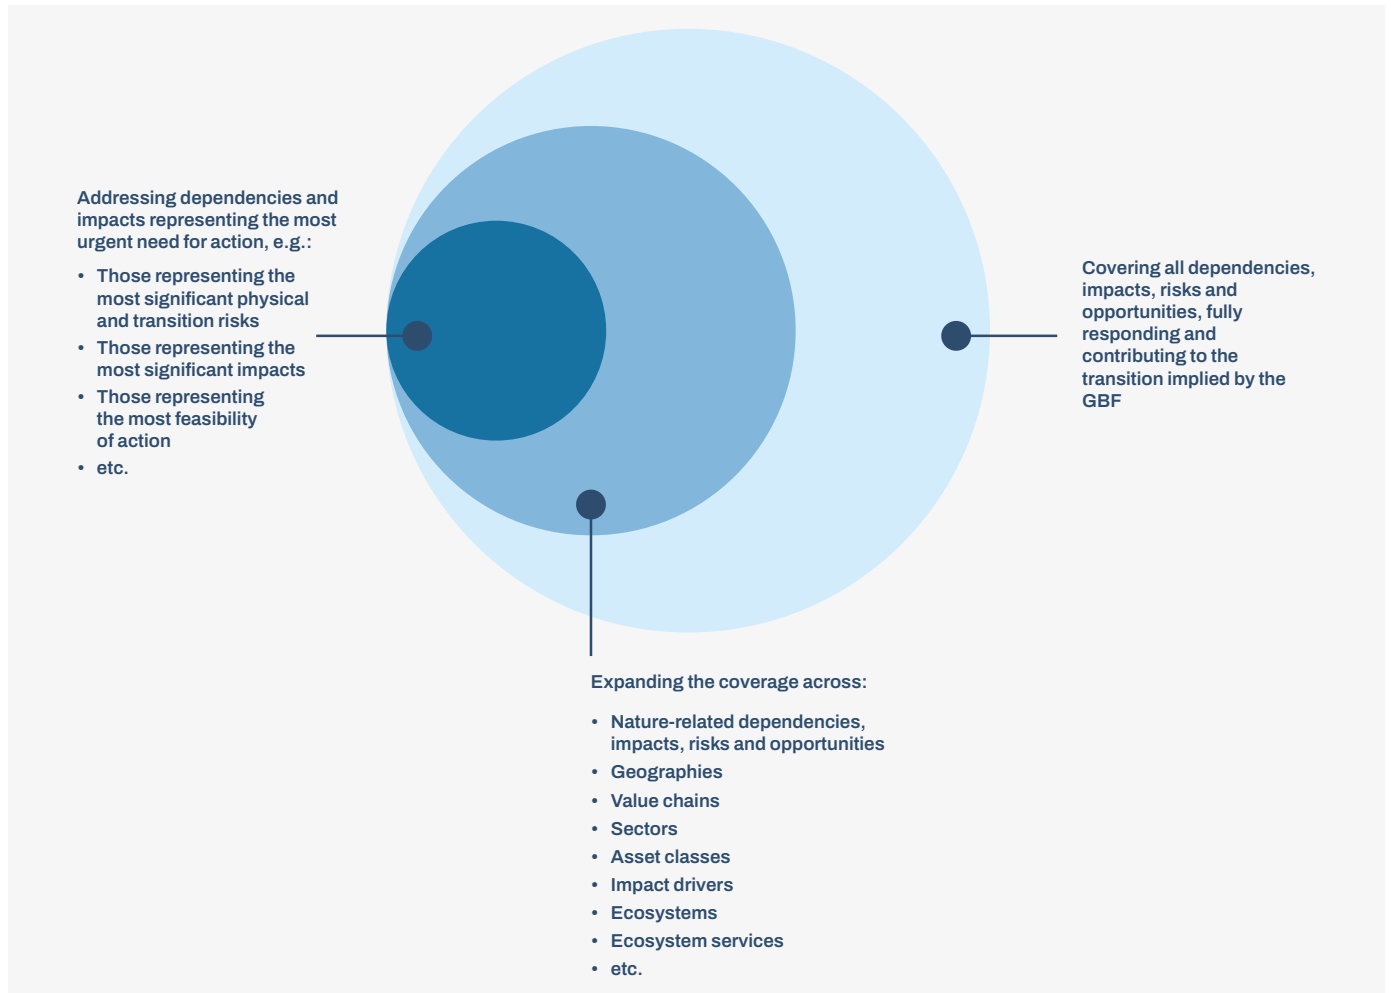 Addressing dependencies and
impacts representing the most
urgent need for action, e.g.:
• Those representing the
most significant physical
and transition risks
• Those representing the
most significant impacts
• Those representing
the most feasibility
of action
• etc.
Covering all dependencies,
impacts, risks and
opportunities, fully
responding and
contributing to the
transition implied by the
GBF
Expanding the coverage across:
• Nature-related dependencies,
impacts, risks and opportunities
• Geographies
• Value chains
• Sectors
• Asset classes
• Impact drivers
• Ecosystems
• Ecosystem services
• etc.